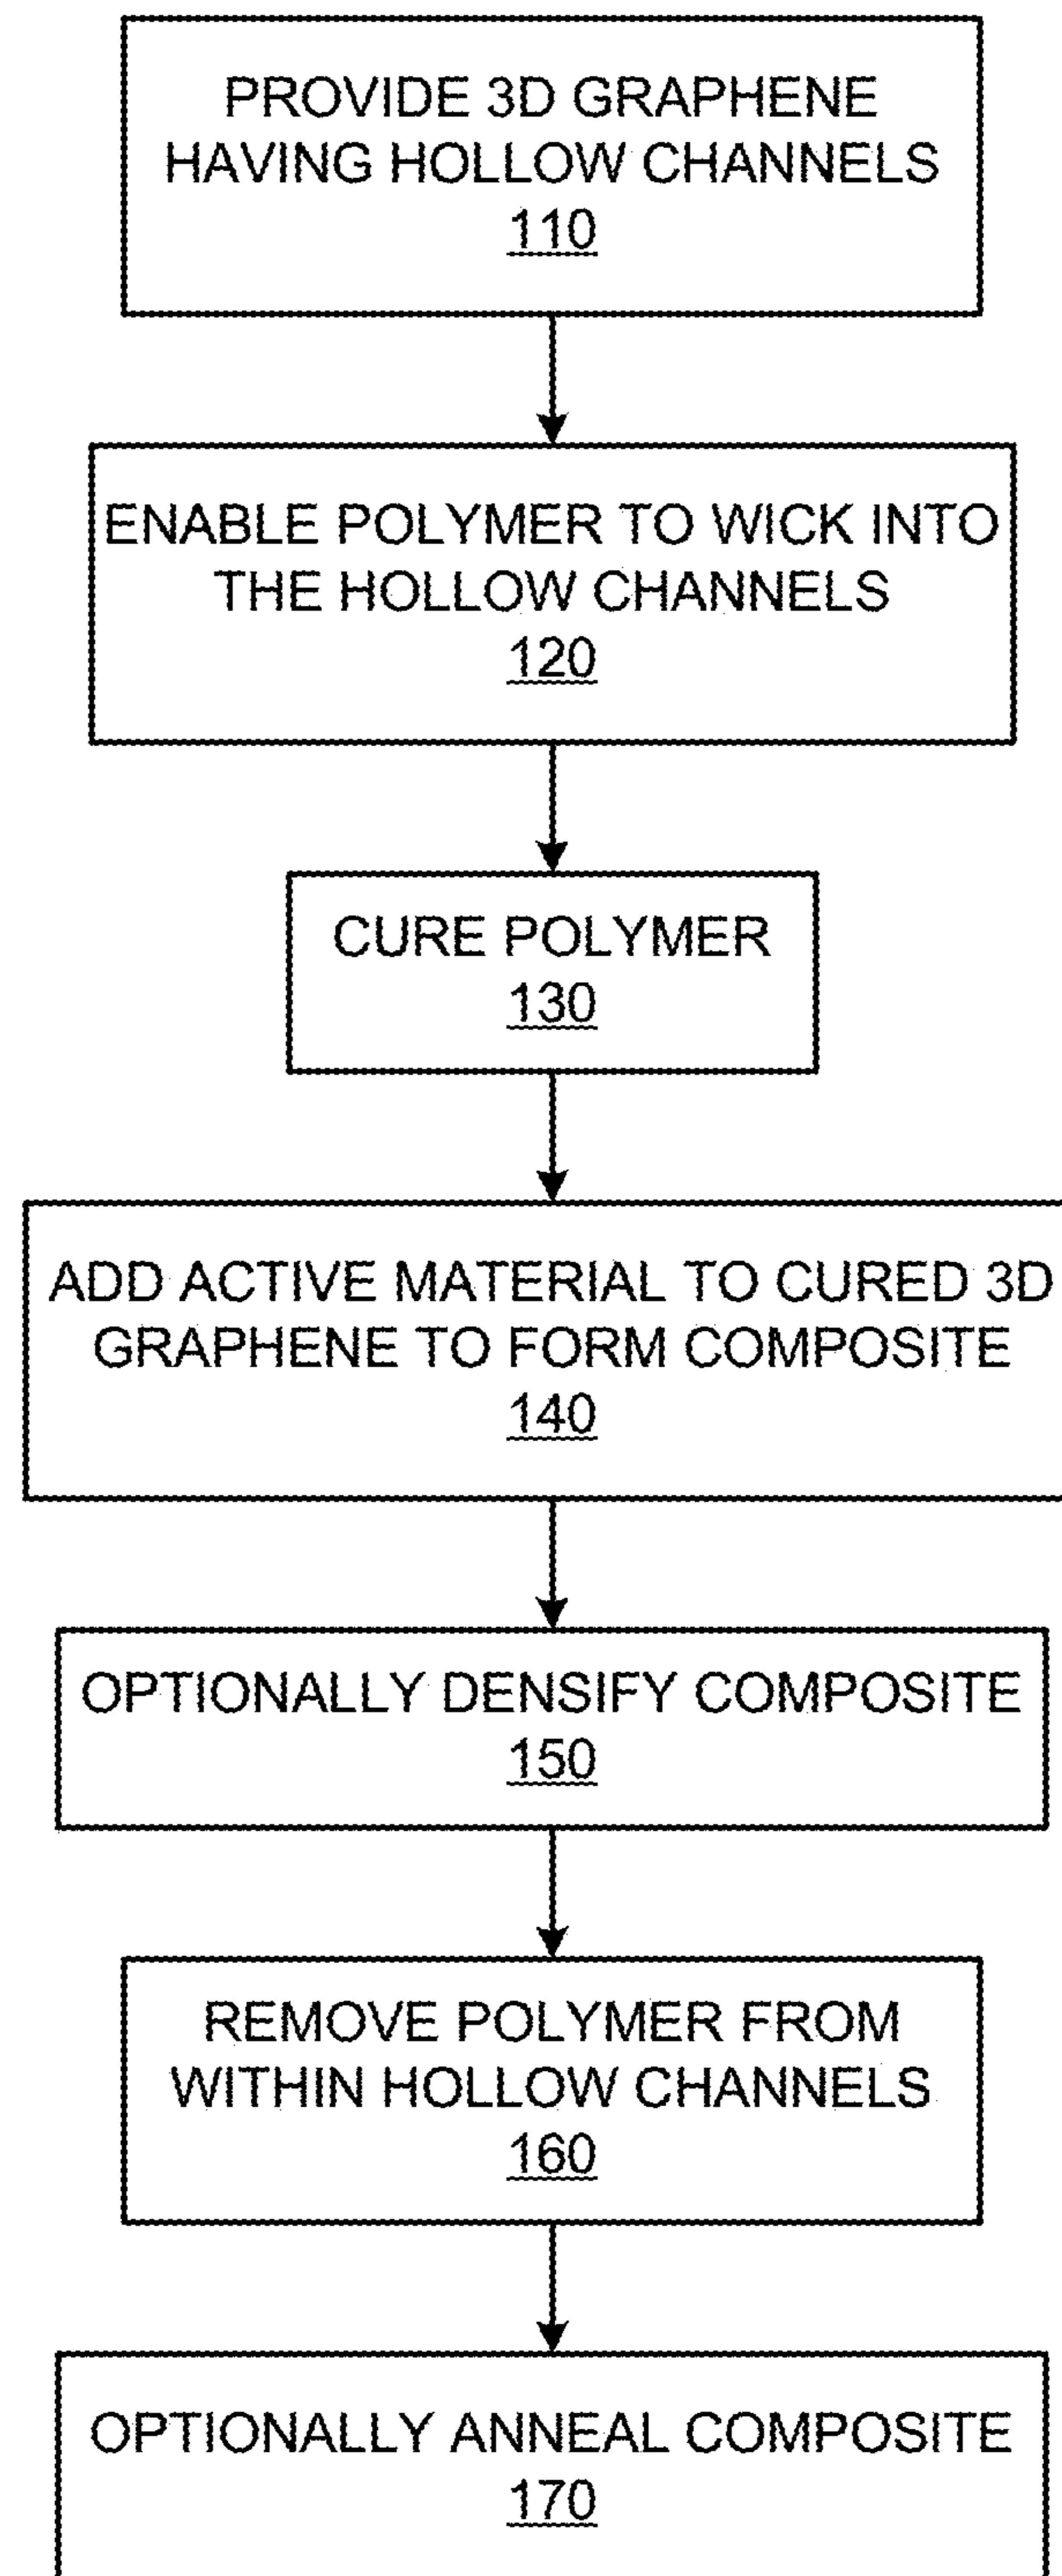 PROVIDE 3D GRAPHENE
HAVING HOLLOW CHANNELS
110
ENABLE POLYMER TO WICK INTO
THE HOLLOW CHANNELS
120
CURE POLYMER
130
ADD ACTIVE MATERIAL TO CURED 3D
GRAPHENE TO FORM COMPOSITE
140
OPTIONALLY DENSIFY COMPOSITE
150
REMOVE POLYMER FROM
WITHIN HOLLOW CHANNELS
160
OPTIONALLY ANNEAL COMPOSITE
170